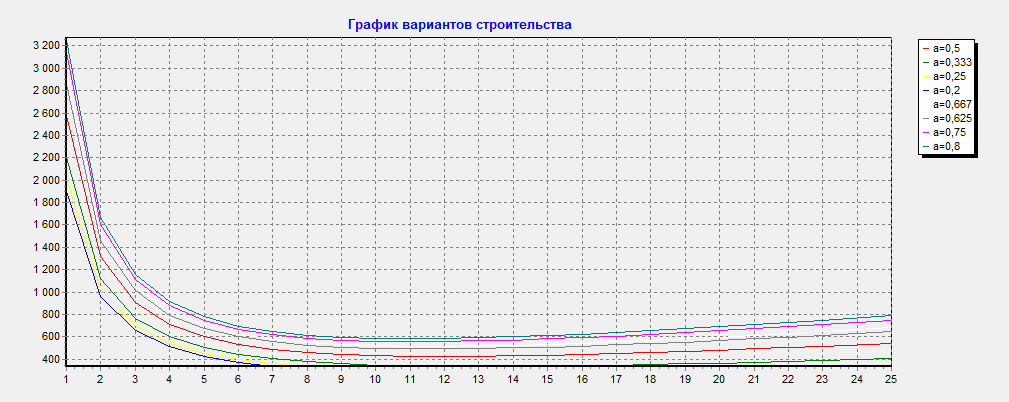 График вариантов строительства
3 200
3 000
2 800
2 600
2 400
2 200
2 000
1 800
1 600
1 400
1 200
1 000
800
600
400
1 2 3 4 5 6 7 8 9 10 11 12 13 14 15 16 17 18 19 20 21 22 23 24 25
a=0,5
a=0,333
a=0,25
a=0,2
a=0,667
a=0,625
a=0,75
a=0,8